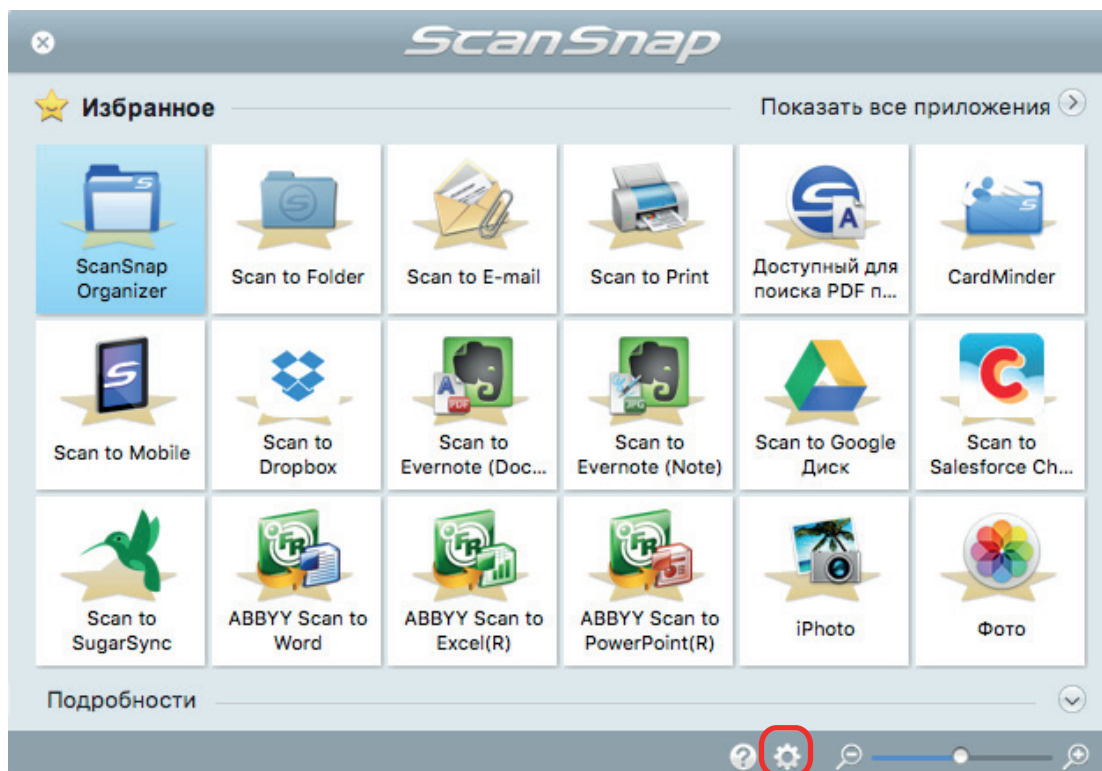 ScanSnap
Избранное
Показать все приложения
ScanSnap
Organizer
Scan to Folder
Scan to E-mail
Scan to Print
Доступный для
поиска PDF п...
CardMinder
Scan to Mobile
Scan to
Dropbox
Scan to
Evernote (Doc...
Scan to
Evernote (Note)
Scan to Google
Диск
Scan to
Salesforce Ch...
Scan to
SugarSync
ABBYY Scan to
Word
ABBYY Scan to
Excel(R)
ABBYY Scan to
PowerPoint(R)
iPhoto
Фото
Подробности